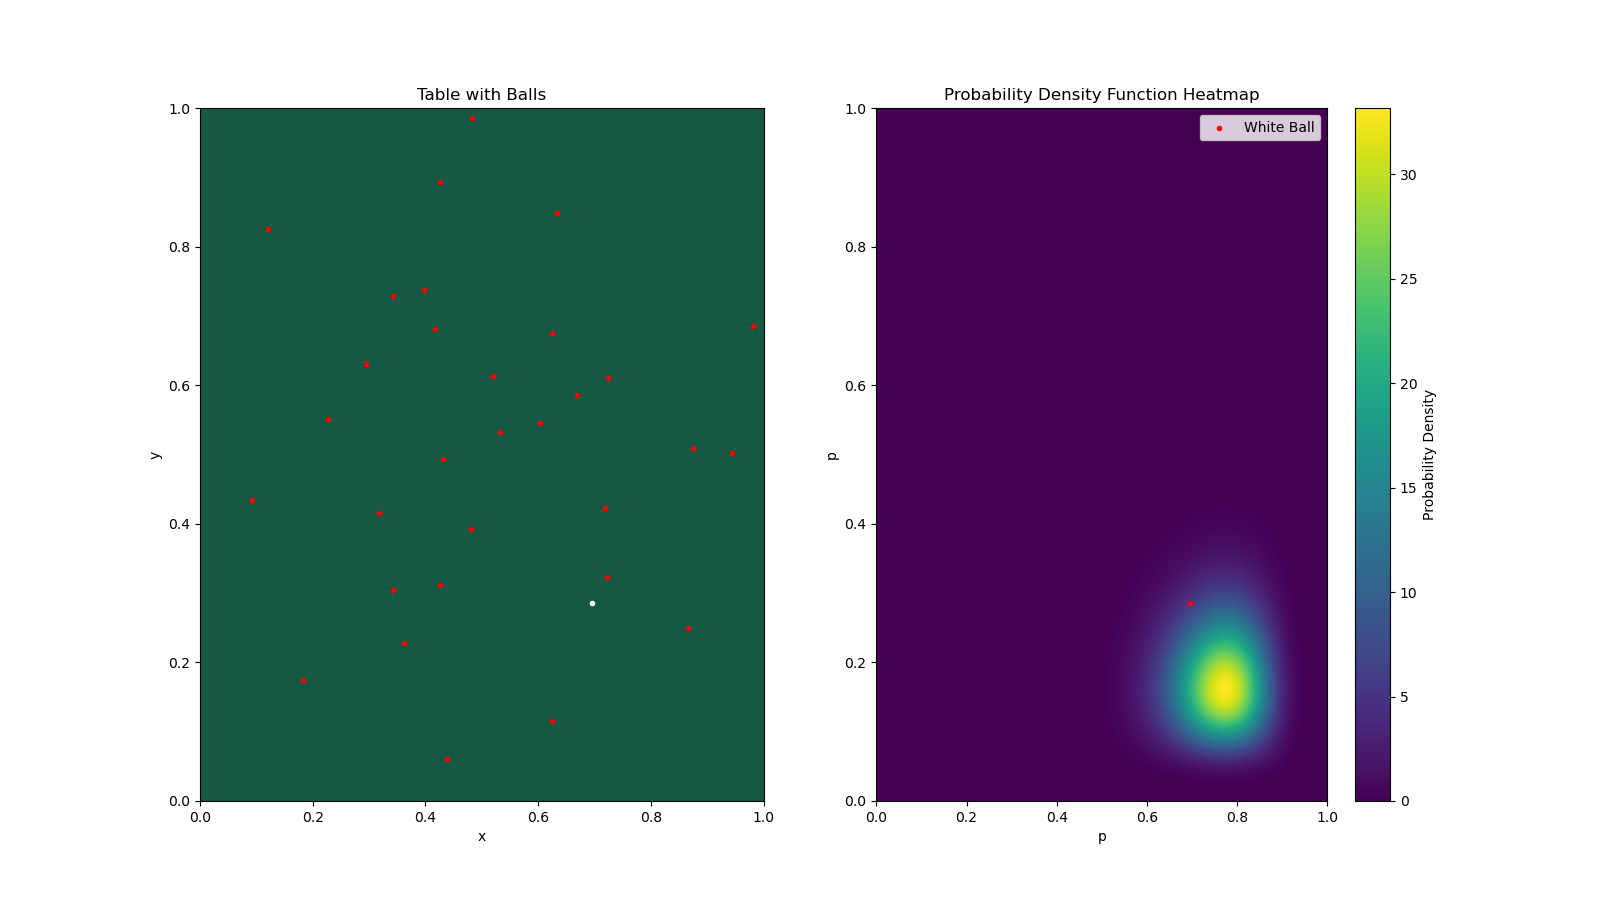 Table with Balls
1.0
0.8
0.6
0.4
0.2
0.0
y
0.0 0.2 0.4 0.6 0.8 1.0
x
Probability Density Function Heatmap
White Ball
1.0
0.8
0.6
0.4
0.2
0.0
p
0.0 0.2 0.4 0.6 0.8 1.0
p
30
25
20
15
10
5
0
Probability Density